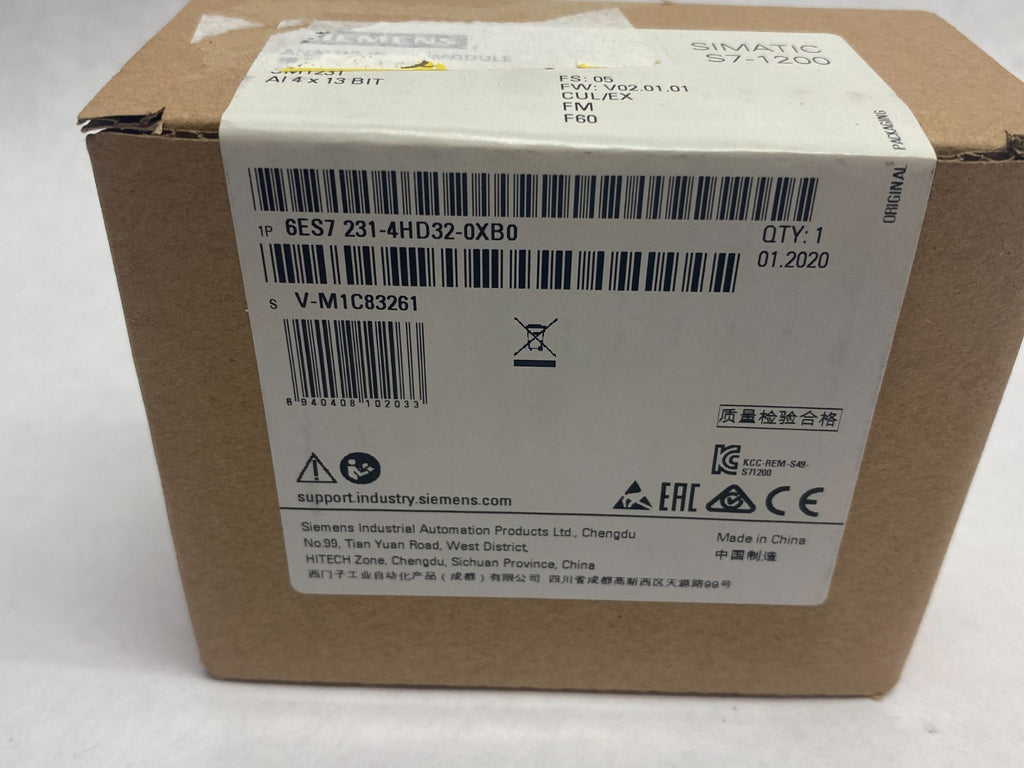 SIEMENS
SIMATIC
S7-1200
MODULE
AI 4 x 13 BIT
FS: 05
FW: V02.01.01
CUL/EX
FM
F60
ORIGINAL PACKAGING
1P 6ES7 231-4HD32-0XB0
QTY: 1
01.2020
S V-M1C83261
8 940408 102033
质量检验合格
KCC-REM-S49-
S71200
EAC
CE
support.industry.siemens.com
Siemens Industrial Automation Products Ltd., Chengdu
No.99, Tian Yuan Road, West District,
HITECH Zone, Chengdu, Sichuan Province, China
西门子工业自动化产品(成都)有限公司 四川省成都高新西区天源路99号
Made in China
中国制造